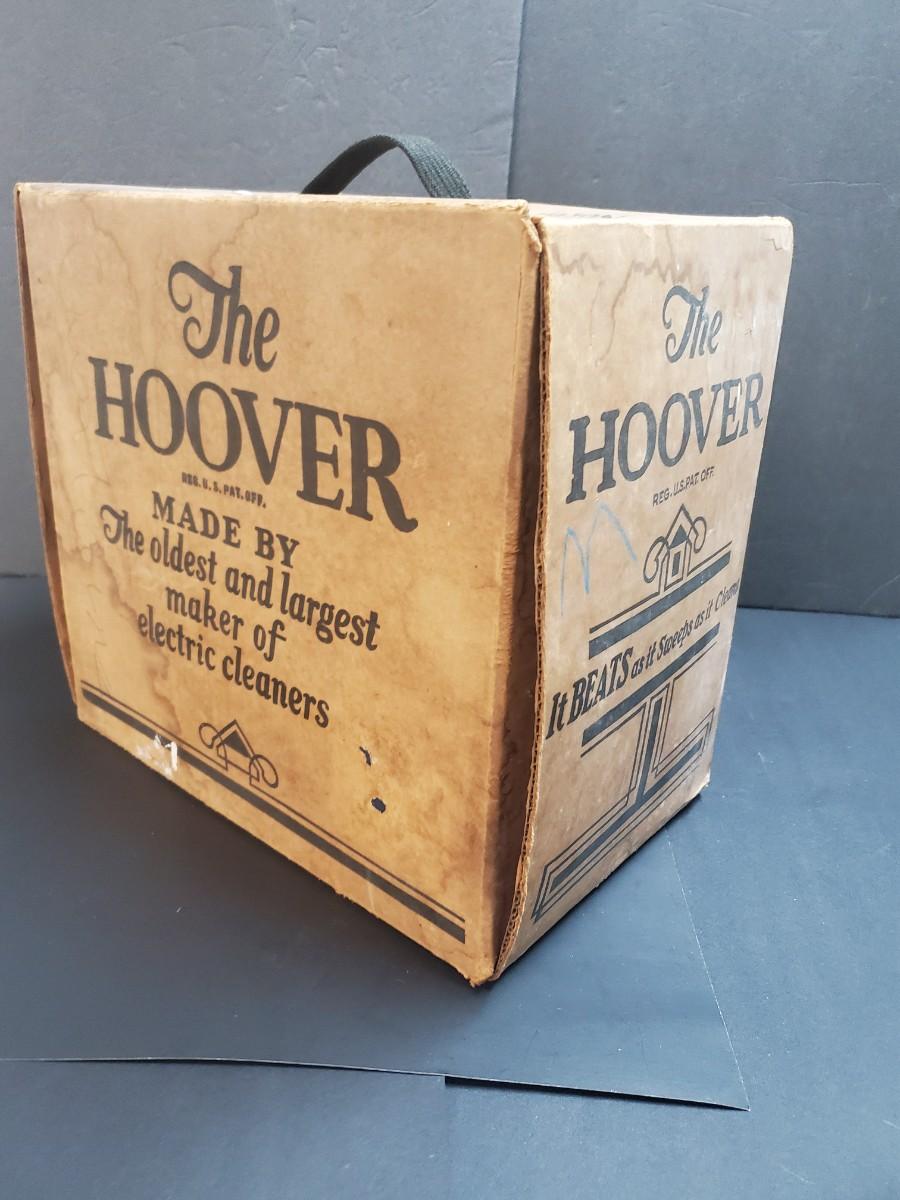 The
HOOVER
REG. U.S. PAT. OFF.
MADE BY
The oldest and largest
maker of
electric cleaners
The
HOOVER
REG. U.S. PAT. OFF.
M
It BEATS as it Sweeps as it